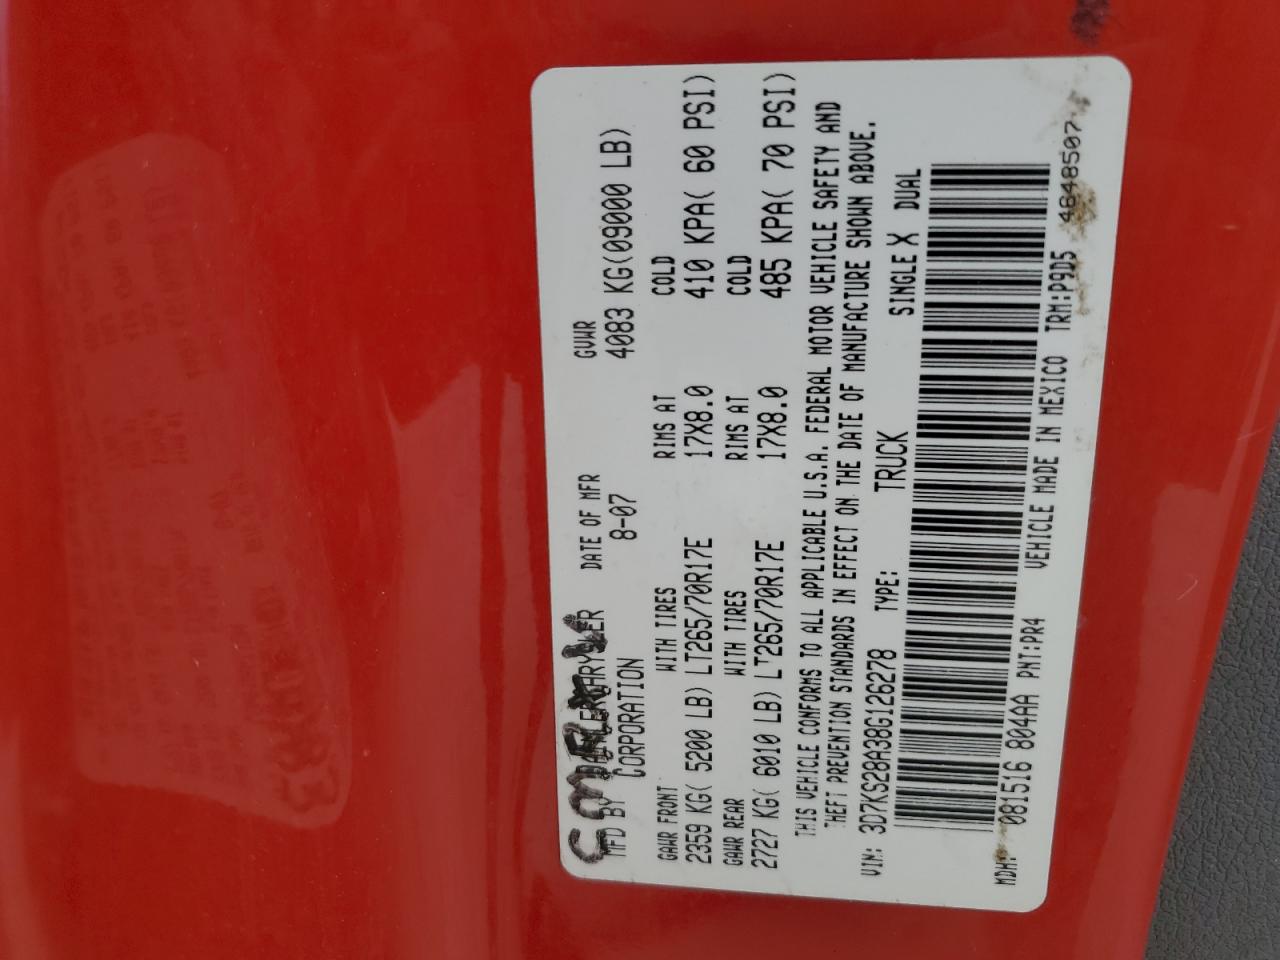 MFD BY DAIMLERCHRYSLER CORPORATION DATE OF MFR 8-07 GVWR 4083 KG(09000 LB)
GAWR FRONT WITH TIRES RIMS AT COLD
2359 KG( 5200 LB) LT265/70R17E 17X8.0 410 KPA( 60 PSI)
GAWR REAR WITH TIRES RIMS AT COLD
2727 KG( 6010 LB) LT265/70R17E 17X8.0 485 KPA( 70 PSI)
THIS VEHICLE CONFORMS TO ALL APPLICABLE U.S.A. FEDERAL MOTOR VEHICLE SAFETY AND
THEFT PREVENTION STANDARDS IN EFFECT ON THE DATE OF MANUFACTURE SHOWN ABOVE.
VIN: 3D7KS28A38G126278 TYPE: TRUCK SINGLE X DUAL
MDH: 081516 804AA PNT:PR4 VEHICLE MADE IN MEXICO TRM:P9D5 4648507